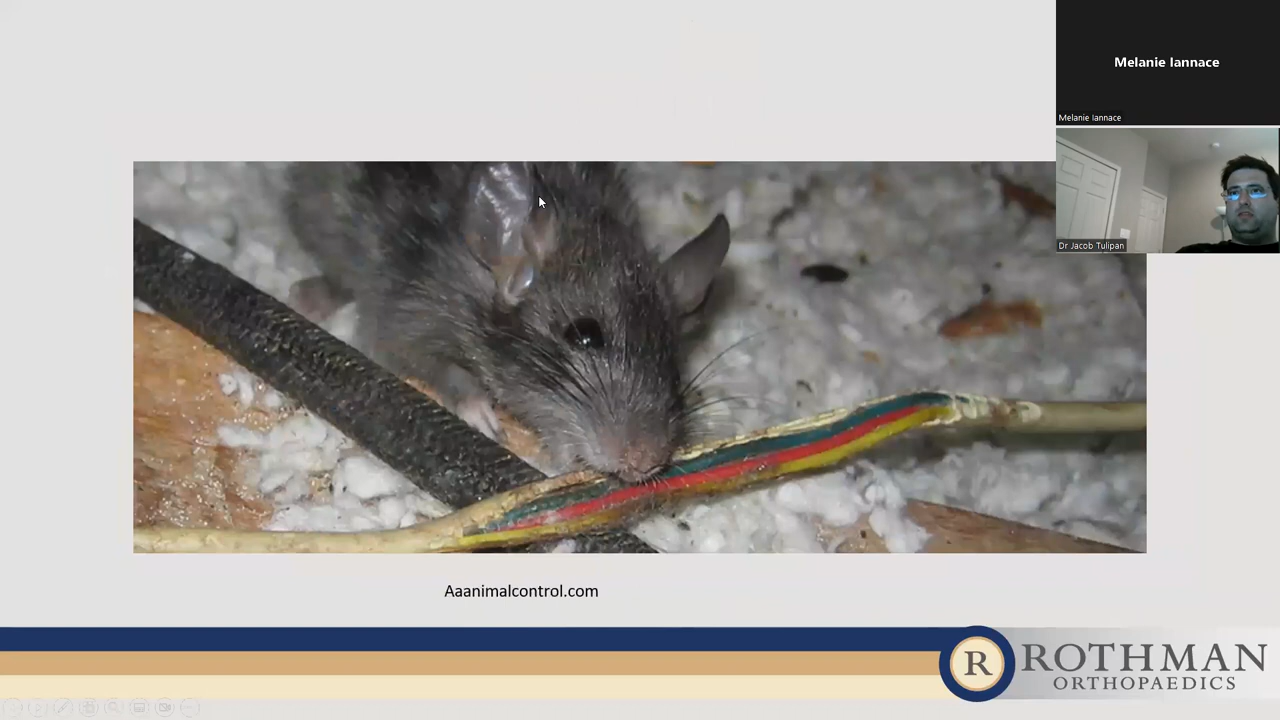 Melanie Iannace
Melanie Iannace
Dr Jacob Tulipan
Aaanimalcontrol.com
R
ROTHMAN
ORTHOPAEDICS